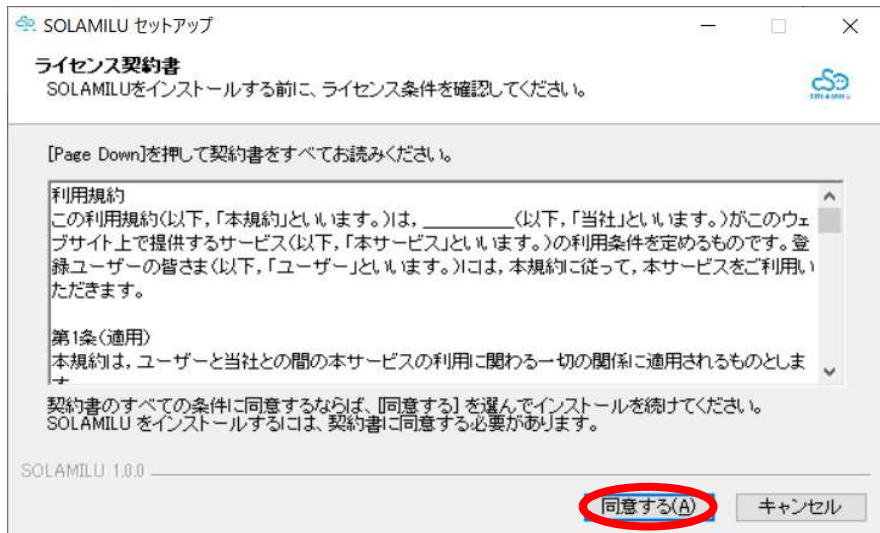 SOLAMILU セットアップ
ライセンス契約書
SOLAMILUをインストールする前に、ライセンス条件を確認してください。
SOLAMILU
[Page Down]を押して契約書をすべてお読みください。
利用規約
この利用規約(以下,「本規約」といいます。)は, _________(以下,「当社」といいます。)がこのウェ
ブサイト上で提供するサービス(以下,「本サービス」といいます。)の利用条件を定めるものです。登
録ユーザーの皆さま(以下,「ユーザー」といいます。)には, 本規約に従って, 本サービスをご利用い
ただきます。
第1条(適用)
本規約は, ユーザーと当社との間の本サービスの利用に関わる一切の関係に適用されるものとしま
契約書のすべての条件に同意するならば、[同意する] を選んでインストールを続けてください。
SOLAMILU をインストールするには、契約書に同意する必要があります。
SOLAMILU 1.0.0
同意する(A)
キャンセル